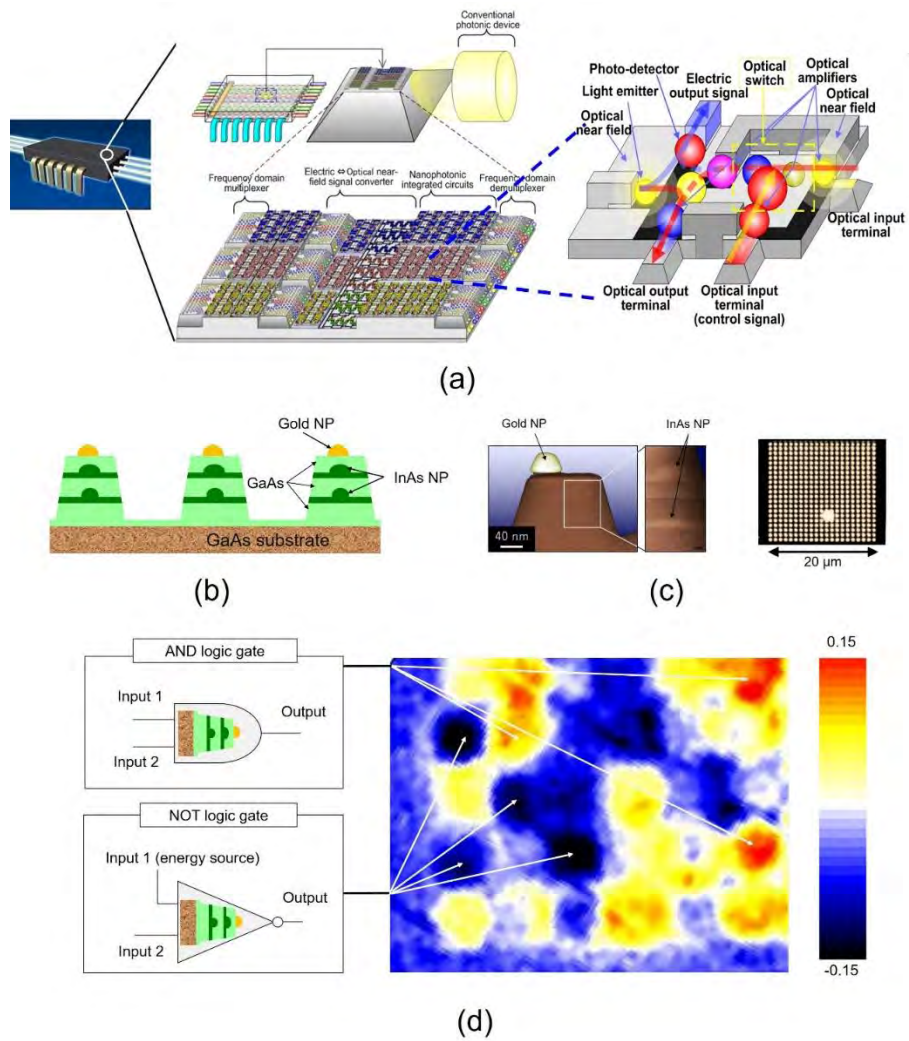 Conventional
photonic device
Photo-detector
Light emitter
Optical
near field
Electric
output signal
Optical
switch
Optical
amplifiers
Optical
near field
Frequency domain
multiplexer
Electric ⇔ Optical near-
field signal converter
Nanophotonic
integrated circuits
Frequency domain
demultiplexer
Optical input
terminal
Optical output
terminal
Optical input
terminal
(control signal)
(a)
Gold NP
GaAs
InAs NP
GaAs substrate
(b)
Gold NP
InAs NP
40 nm
20 μm
(c)
AND logic gate
Input 1
Input 2
Output
NOT logic gate
Input 1 (energy source)
Input 2
Output
0.15
-0.15
(d)